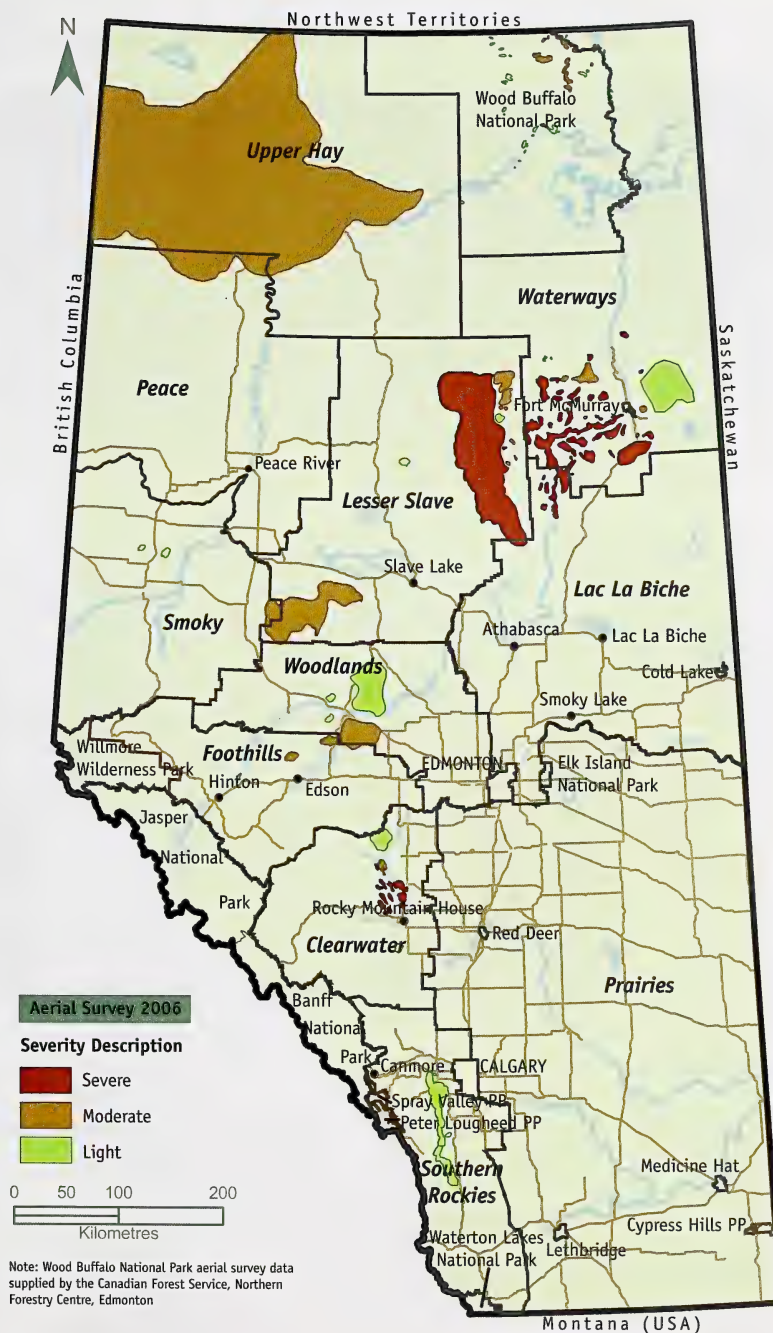 Northwest Territories
N
Wood Buffalo
National Park
Upper Hay
Waterways
British Columbia
Saskatchewan
Peace
Fort McMurray
Peace River
Lesser Slave
Slave Lake
Lac La Biche
Smoky
Athabasca
Lac La Biche
Woodlands
Cold Lake
Smoky Lake
Willmore
Wilderness Park
Foothills
EDMONTON
Elk Island
National Park
Hinton
Edson
Jasper
National
Park
Rocky Mountain House
Clearwater
Red Deer
Prairies
Banff
National
Park
Canmore
CALGARY
Spray Valley PP
Peter Lougheed PP
Southern
Rockies
Medicine Hat
Cypress Hills PP
Waterton Lakes
National Park
Lethbridge
Montana (USA)
Aerial Survey 2006
Severity Description
Severe
Moderate
Light
0 50 100 200
Kilometres
Note: Wood Buffalo National Park aerial survey data
supplied by the Canadian Forest Service, Northern
Forestry Centre, Edmonton